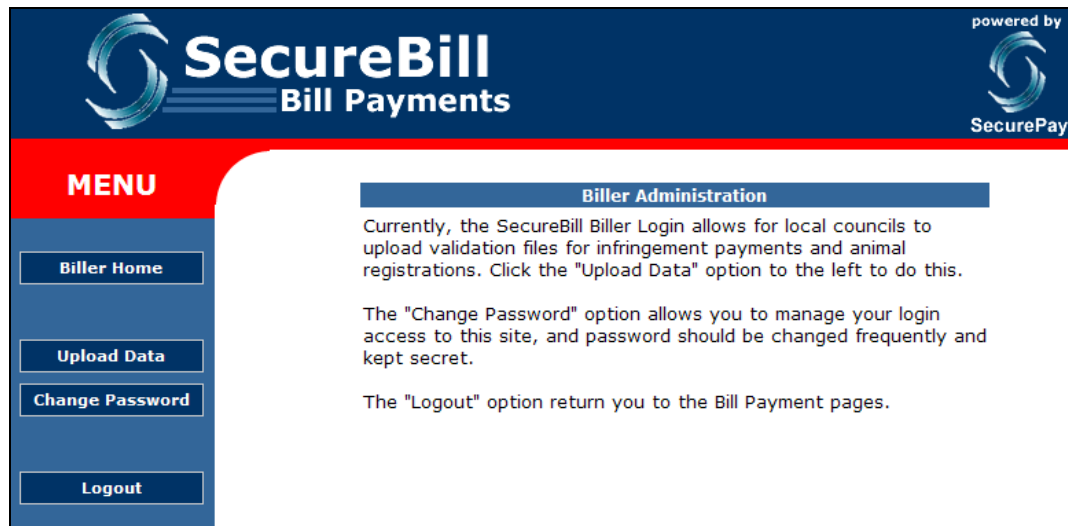 SecureBill
Bill Payments
powered by
SecurePay
MENU
Biller Home
Upload Data
Change Password
Logout
Biller Administration
Currently, the SecureBill Biller Login allows for local councils to
upload validation files for infringement payments and animal
registrations. Click the "Upload Data" option to the left to do this.
The "Change Password" option allows you to manage your login
access to this site, and password should be changed frequently and
kept secret.
The "Logout" option return you to the Bill Payment pages.